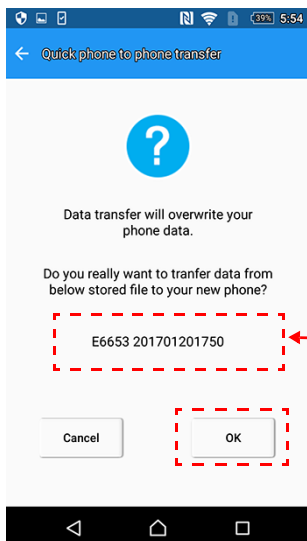 39% 5:54
Quick phone to phone transfer
?
Data transfer will overwrite your
phone data.
Do you really want to tranfer data from
below stored file to your new phone?
E6653 201701201750
Cancel OK